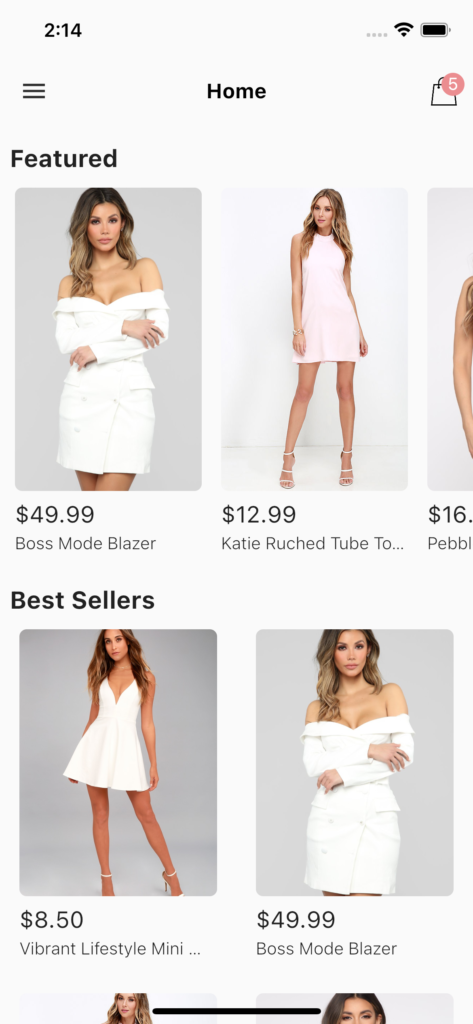 2:14
Home
5
Featured
$49.99
$12.99
$16.
Boss Mode Blazer
Katie Ruched Tube To...
Pebbl
Best Sellers
$8.50
$49.99
Vibrant Lifestyle Mini ...
Boss Mode Blazer